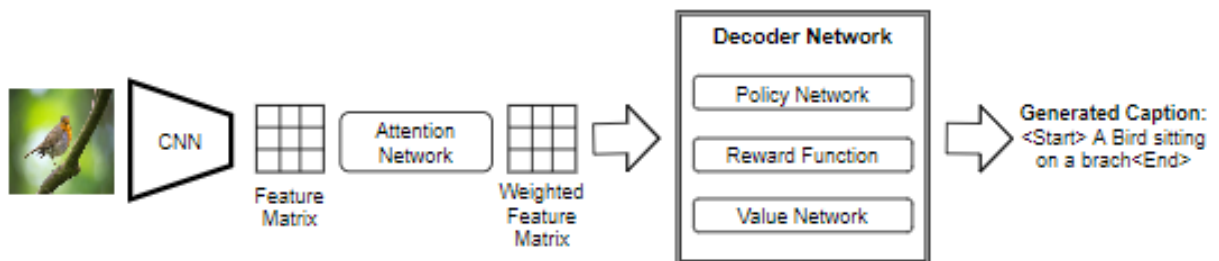 CNN
Feature
Matrix
Attention
Network
Weighted
Feature
Matrix
Decoder Network
Policy Network
Reward Function
Value Network
Generated Caption:
<Start> A Bird sitting
on a brach<End>